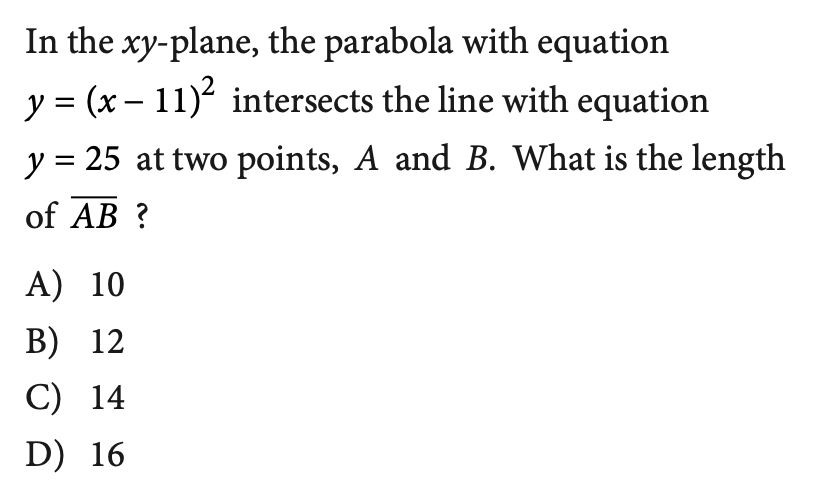 In the xy-plane, the parabola with equation
y = (x – 11)² intersects the line with equation
y = 25 at two points, A and B. What is the length
of A̅B̅ ?
A) 10
B) 12
C) 14
D) 16